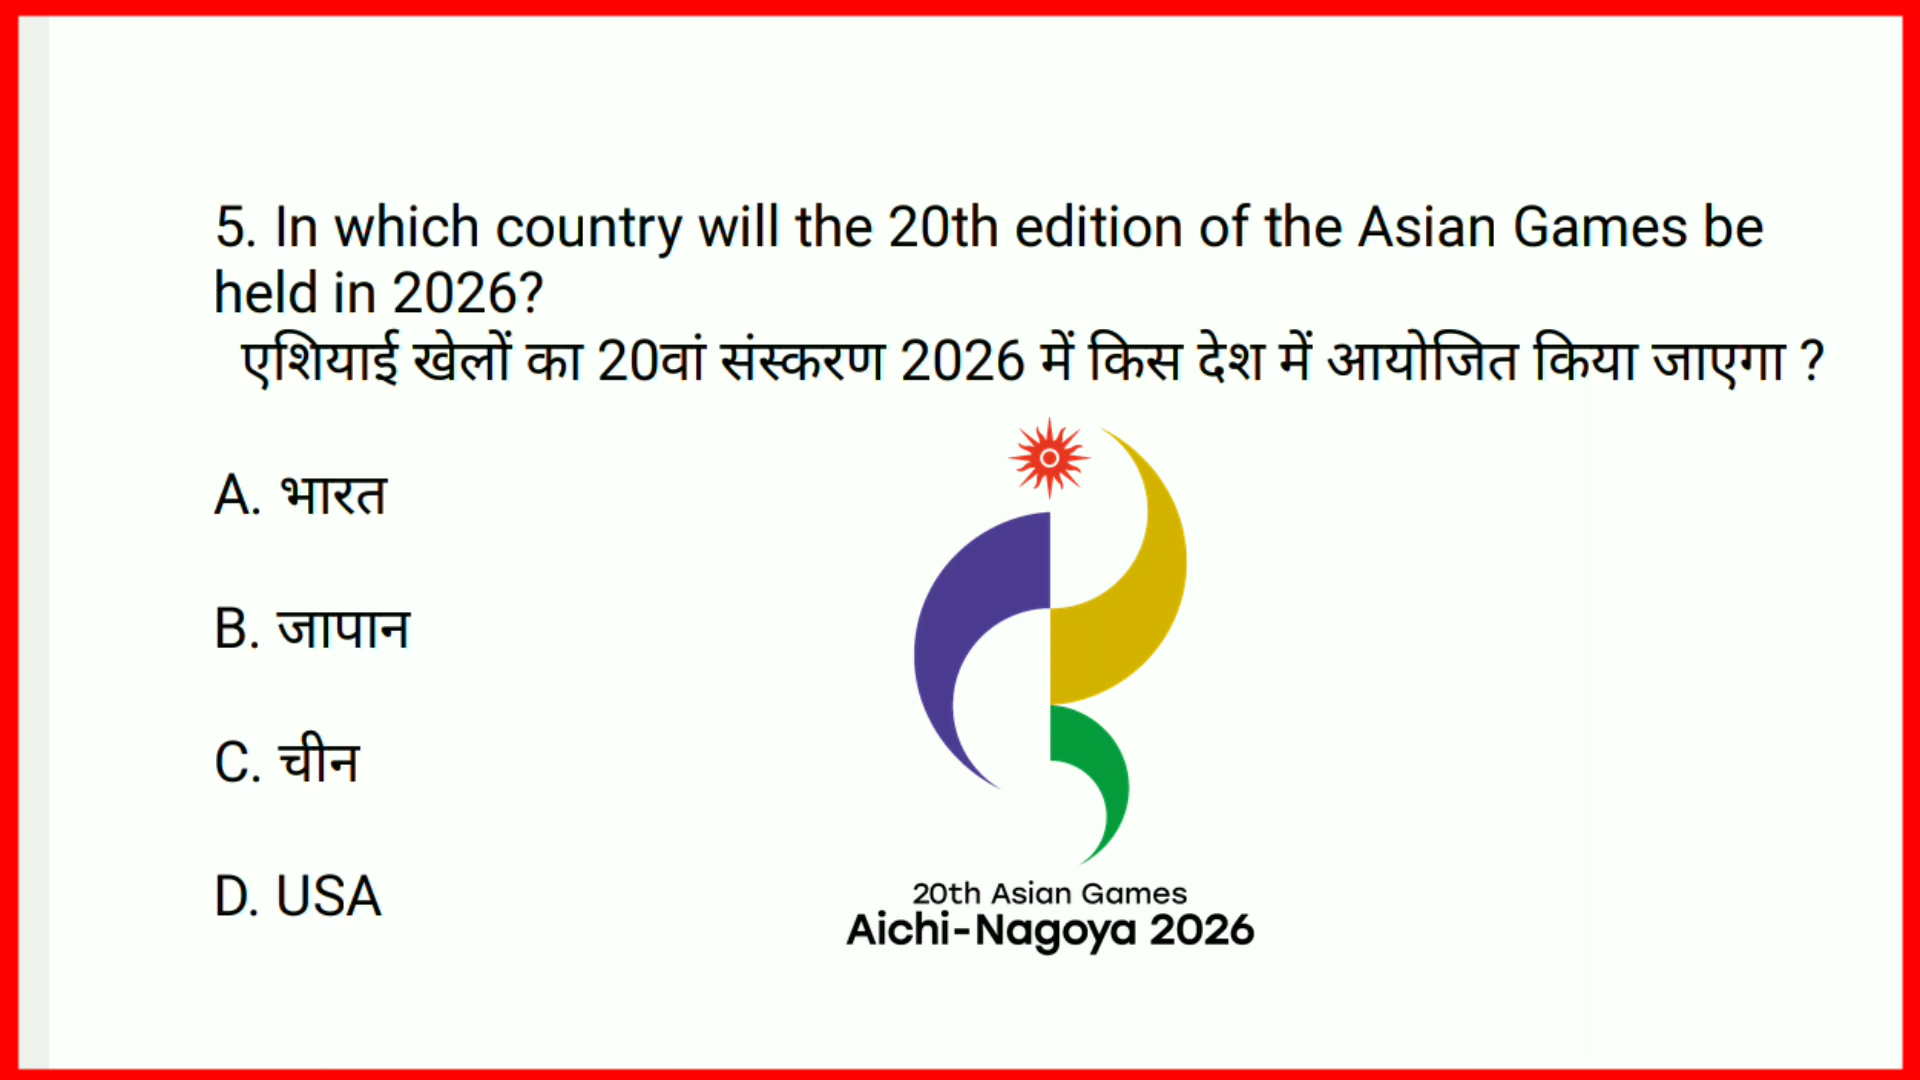 5. In which country will the 20th edition of the Asian Games be
held in 2026?
एशियाई खेलों का 20वां संस्करण 2026 में किस देश में आयोजित किया जाएगा ?
A. भारत
B. जापान
C. चीन
D. USA
20th Asian Games
Aichi-Nagoya 2026